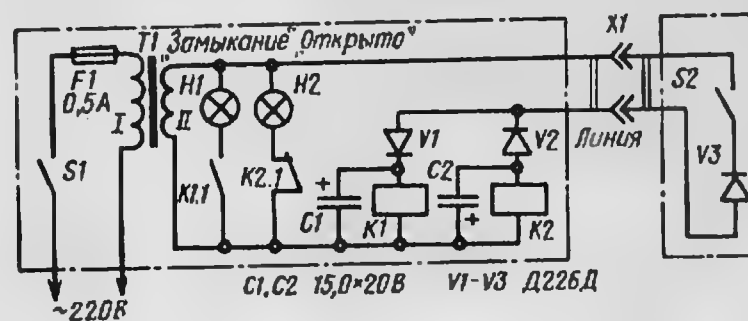 T1 "Замыкание" "Открыто" X1
F1 H1 H2 S2
0,5А I II V1 V2 Линия V3
S1 K1.1 K2.1 + C2
C1 K1 + K2
C1, C2 15,0×20В V1-V3 Д226Д
~220В